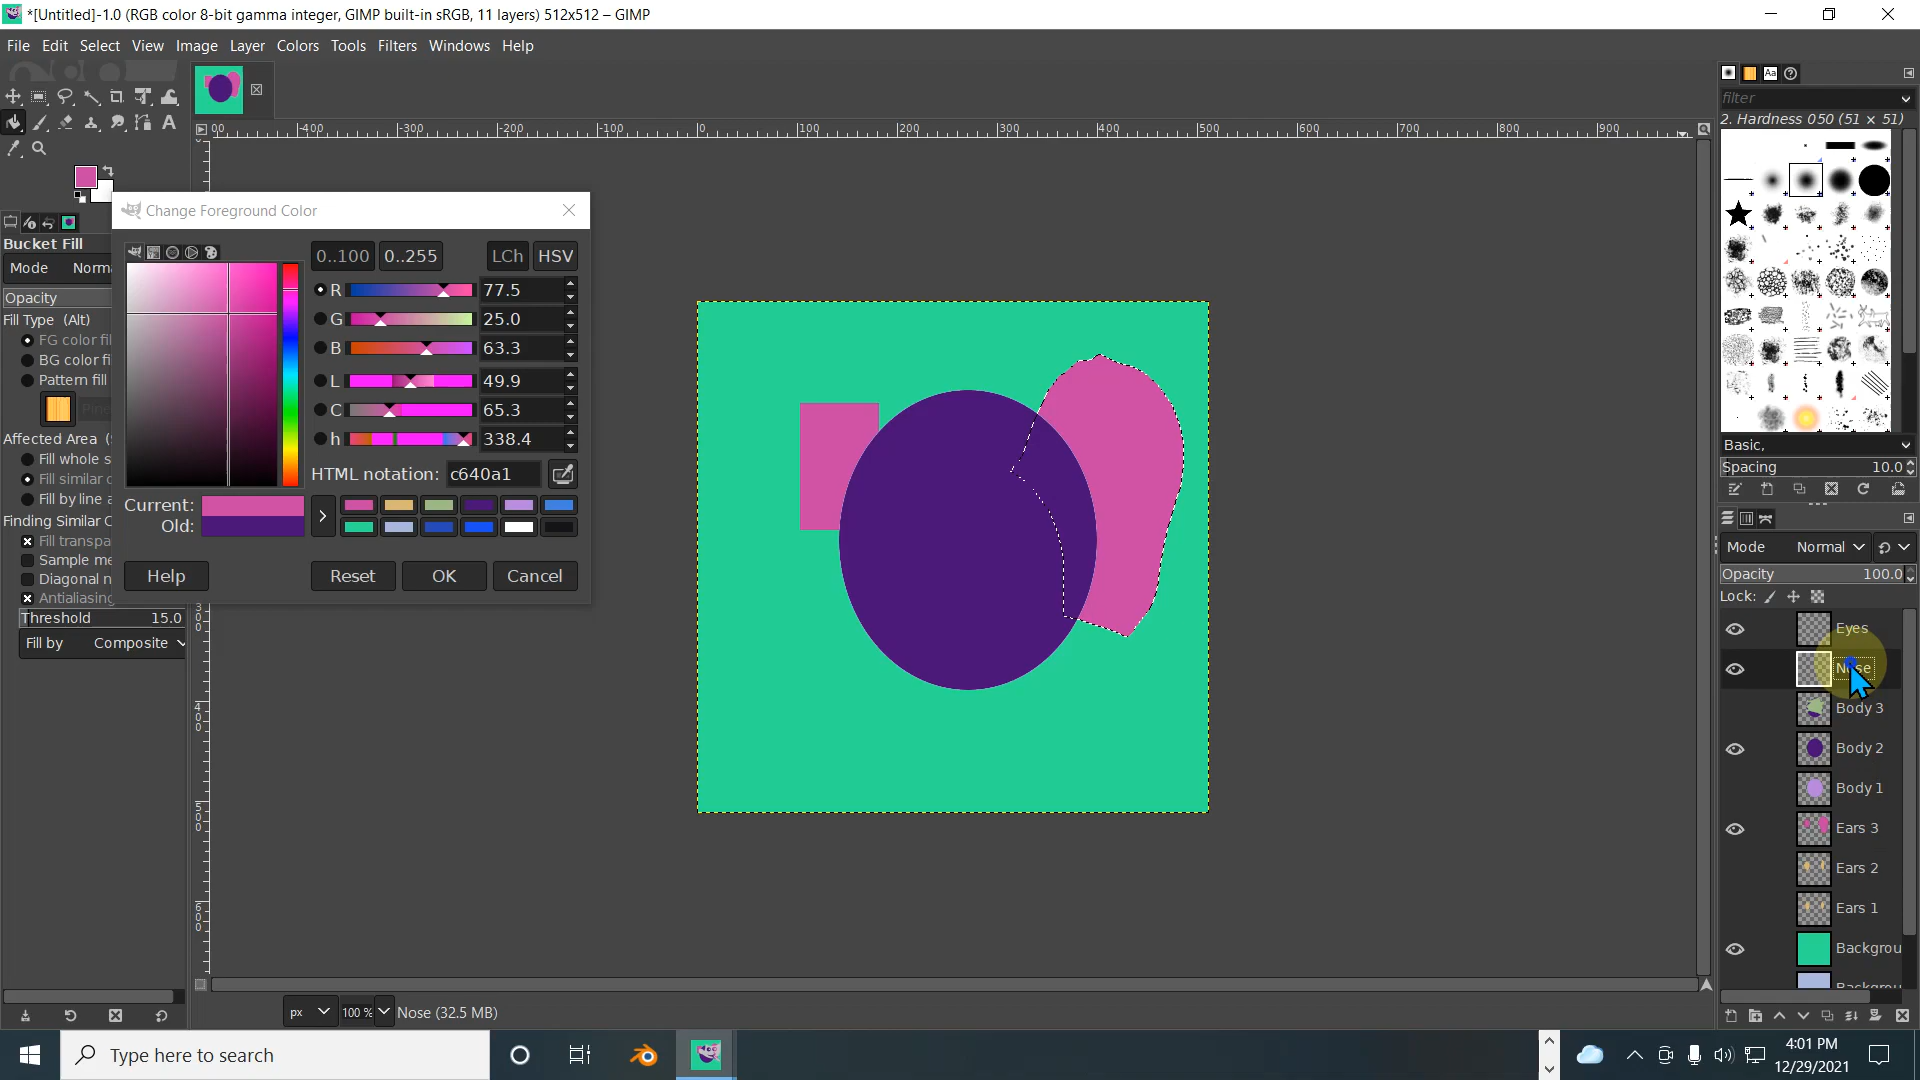 *[Untitled]-1.0 (RGB color 8-bit gamma integer, GIMP built-in sRGB, 11 layers) 512x512 – GIMP
File Edit Select View Image Layer Colors Tools Filters Windows Help
filter
2. Hardness 050 (51 × 51)
Change Foreground Color
Bucket Fill
Mode Norm
Opacity
Fill Type (Alt)
FG color fil
BG color fi
Pattern fill
Affected Area (
Fill whole s
Fill similar c
Fill by line a
Finding Similar C
Fill transpa
Sample me
Diagonal n
Antialiasing
Threshold 15.0
Fill by Composite
0..100 0..255 LCh HSV
R 77.5
G 25.0
B 63.3
L 49.9
C 65.3
h 338.4
HTML notation: c640a1
Current:
Old:
Help Reset OK Cancel
Basic,
Spacing 10.0
Mode Normal
Opacity 100.0
Lock:
Eyes
Nose
Body 3
Body 2
Body 1
Ears 3
Ears 2
Ears 1
Backgrou
Backgrou
px 100 % Nose (32.5 MB)
Type here to search
4:01 PM
12/29/2021